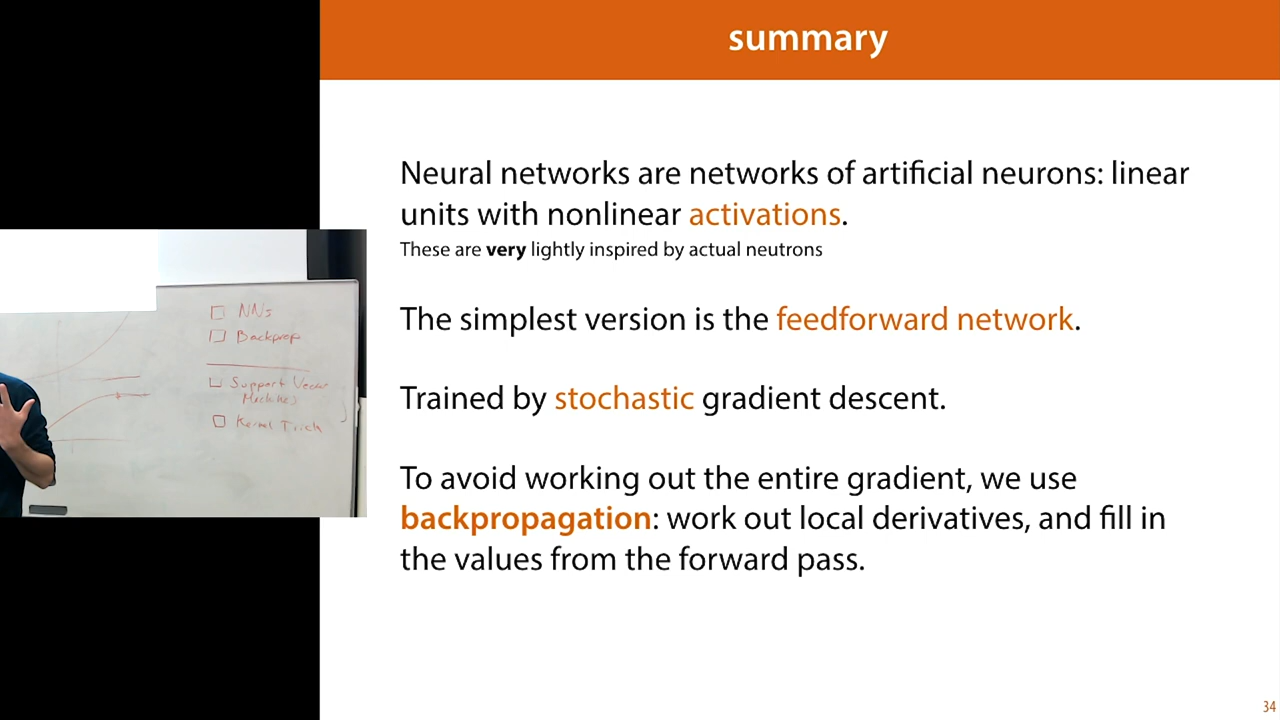 summary
Neural networks are networks of artificial neurons: linear
units with nonlinear activations.
These are very lightly inspired by actual neutrons
The simplest version is the feedforward network.
Trained by stochastic gradient descent.
To avoid working out the entire gradient, we use
backpropagation: work out local derivatives, and fill in
the values from the forward pass.
34
NNs
Backprop
Support Vector
Machines
Kernel Trick